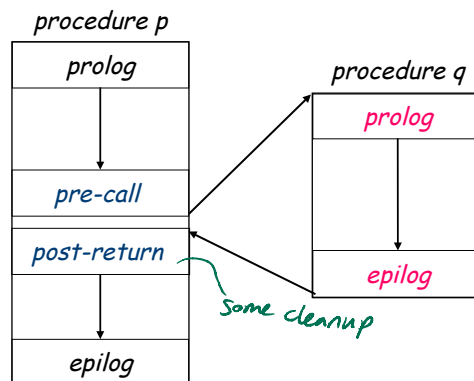 procedure p
prolog
pre-call
post-return
epilog
procedure q
prolog
epilog
some cleanup